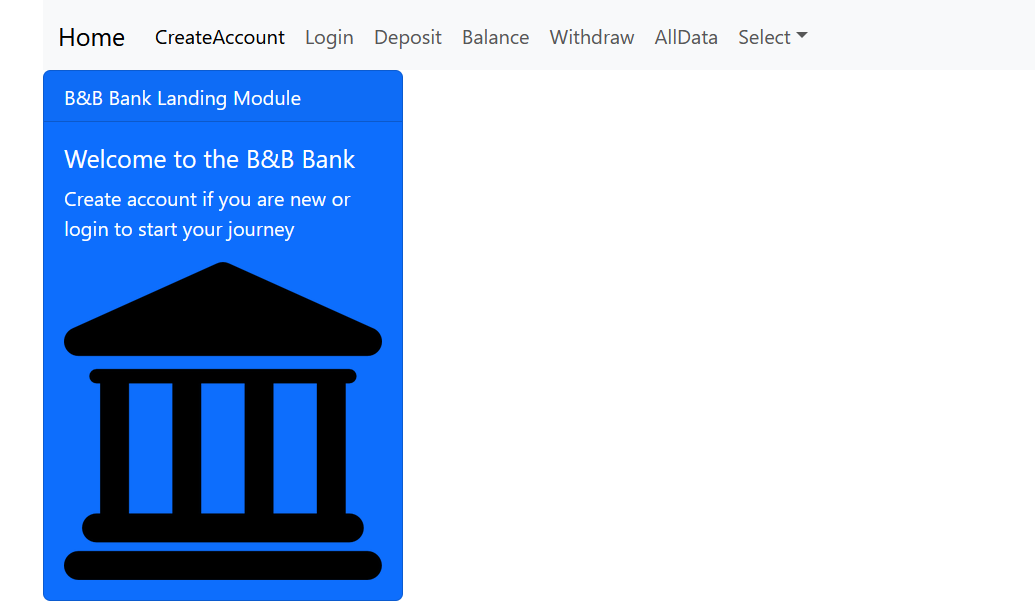 Home CreateAccount Login Deposit Balance Withdraw AllData Select
B&B Bank Landing Module
Welcome to the B&B Bank
Create account if you are new or
login to start your journey